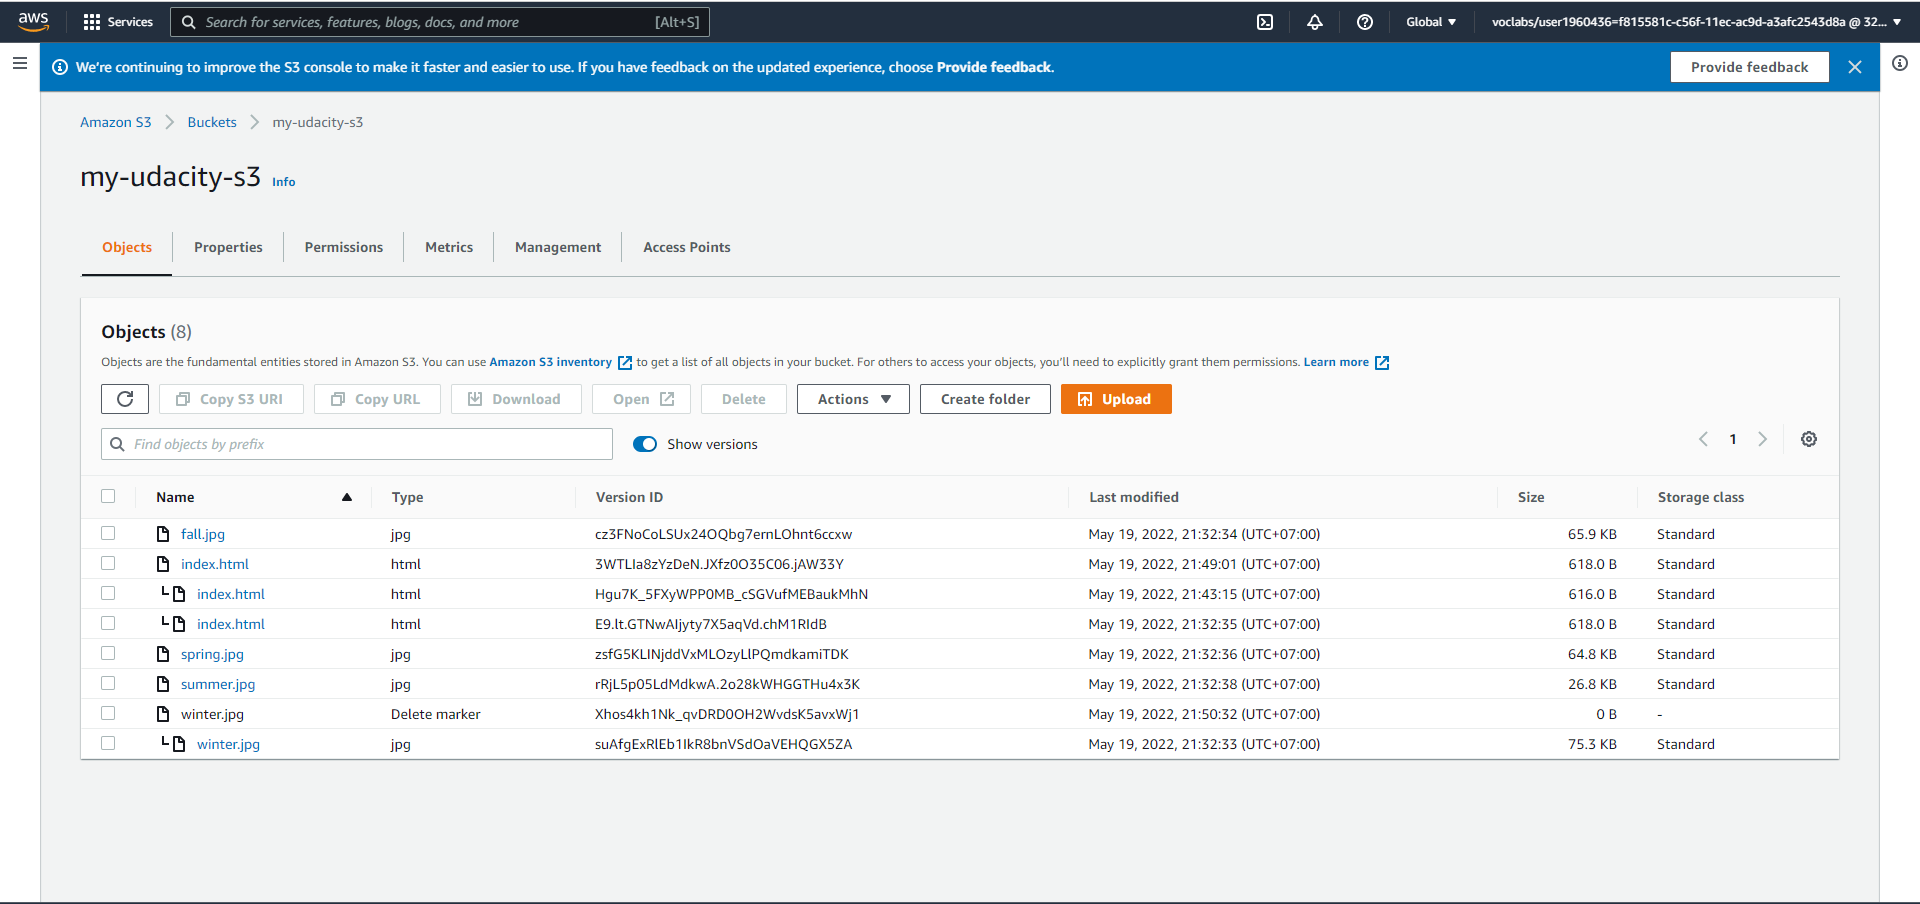 aws Services Search for services, features, blogs, docs, and more [Alt+S] Global voclabs/user1960436=f815581c-c56f-11ec-ac9d-a3afc2543d8a @ 32...
We're continuing to improve the S3 console to make it faster and easier to use. If you have feedback on the updated experience, choose Provide feedback. Provide feedback
Amazon S3 Buckets my-udacity-s3
my-udacity-s3 Info
Objects Properties Permissions Metrics Management Access Points
Objects (8)
Objects are the fundamental entities stored in Amazon S3. You can use Amazon S3 inventory to get a list of all objects in your bucket. For others to access your objects, you'll need to explicitly grant them permissions. Learn more
Copy S3 URI Copy URL Download Open Delete Actions Create folder Upload
Find objects by prefix Show versions 1
Name Type Version ID Last modified Size Storage class
fall.jpg jpg cz3FNoCoLSUx24OQbg7ernLOhnt6ccxw May 19, 2022, 21:32:34 (UTC+07:00) 65.9 KB Standard
index.html html 3WTLIa8zYzDeN.JXfz0O35C06.jAW33Y May 19, 2022, 21:49:01 (UTC+07:00) 618.0 B Standard
index.html html Hgu7K_5FXyWPP0MB_cSGVufMEBaukMhN May 19, 2022, 21:43:15 (UTC+07:00) 616.0 B Standard
index.html html E9.lt.GTNwAIjyty7X5aqVd.chM1RIdB May 19, 2022, 21:32:35 (UTC+07:00) 618.0 B Standard
spring.jpg jpg zsfG5KLINjddVxMLOzyLlPQmdkamiTDK May 19, 2022, 21:32:36 (UTC+07:00) 64.8 KB Standard
summer.jpg jpg rRjL5p05LdMdkwA.2o28kWHGGTHu4x3K May 19, 2022, 21:32:38 (UTC+07:00) 26.8 KB Standard
winter.jpg Delete marker Xhos4kh1Nk_qvDRD0OH2WvdsK5avxWj1 May 19, 2022, 21:50:32 (UTC+07:00) 0 B -
winter.jpg jpg suAfgExRlEb1IkR8bnVSdOaVEHQGX5ZA May 19, 2022, 21:32:33 (UTC+07:00) 75.3 KB Standard